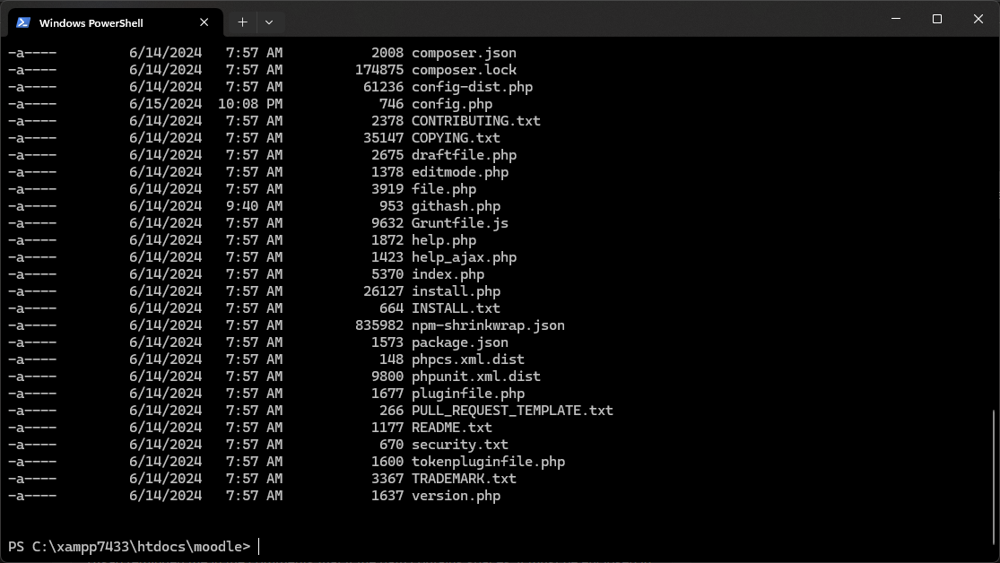 Windows PowerShell
-a---- 6/14/2024 7:57 AM 2008 composer.json
-a---- 6/14/2024 7:57 AM 174875 composer.lock
-a---- 6/14/2024 7:57 AM 61236 config-dist.php
-a---- 6/15/2024 10:08 PM 746 config.php
-a---- 6/14/2024 7:57 AM 2378 CONTRIBUTING.txt
-a---- 6/14/2024 7:57 AM 35147 COPYING.txt
-a---- 6/14/2024 7:57 AM 2675 draftfile.php
-a---- 6/14/2024 7:57 AM 1378 editmode.php
-a---- 6/14/2024 7:57 AM 3919 file.php
-a---- 6/14/2024 9:40 AM 953 githash.php
-a---- 6/14/2024 7:57 AM 9632 Gruntfile.js
-a---- 6/14/2024 7:57 AM 1872 help.php
-a---- 6/14/2024 7:57 AM 1423 help_ajax.php
-a---- 6/14/2024 7:57 AM 5370 index.php
-a---- 6/14/2024 7:57 AM 26127 install.php
-a---- 6/14/2024 7:57 AM 664 INSTALL.txt
-a---- 6/14/2024 7:57 AM 835982 npm-shrinkwrap.json
-a---- 6/14/2024 7:57 AM 1573 package.json
-a---- 6/14/2024 7:57 AM 148 phpcs.xml.dist
-a---- 6/14/2024 7:57 AM 9800 phpunit.xml.dist
-a---- 6/14/2024 7:57 AM 1677 pluginfile.php
-a---- 6/14/2024 7:57 AM 266 PULL_REQUEST_TEMPLATE.txt
-a---- 6/14/2024 7:57 AM 1177 README.txt
-a---- 6/14/2024 7:57 AM 670 security.txt
-a---- 6/14/2024 7:57 AM 1600 tokenpluginfile.php
-a---- 6/14/2024 7:57 AM 3367 TRADEMARK.txt
-a---- 6/14/2024 7:57 AM 1637 version.php
PS C:\xampp7433\htdocs\moodle>